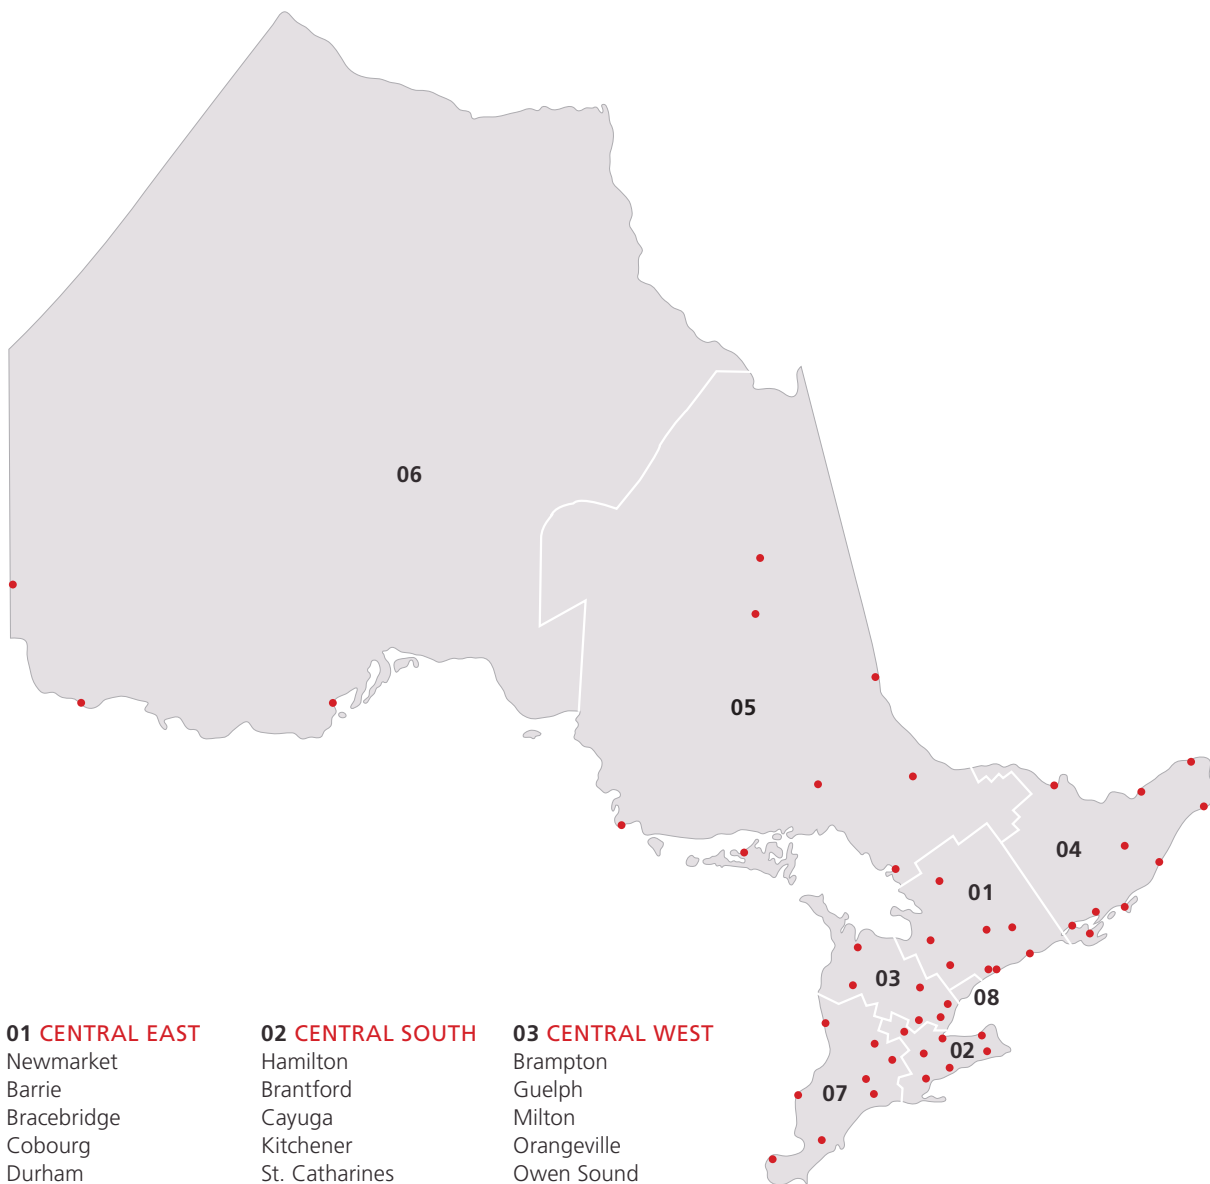 06
05
04
01
03
08
02
07
01 CENTRAL EAST
Newmarket
Barrie
Bracebridge
Cobourg
Durham
02 CENTRAL SOUTH
Hamilton
Brantford
Cayuga
Kitchener
St. Catharines
03 CENTRAL WEST
Brampton
Guelph
Milton
Orangeville
Owen Sound